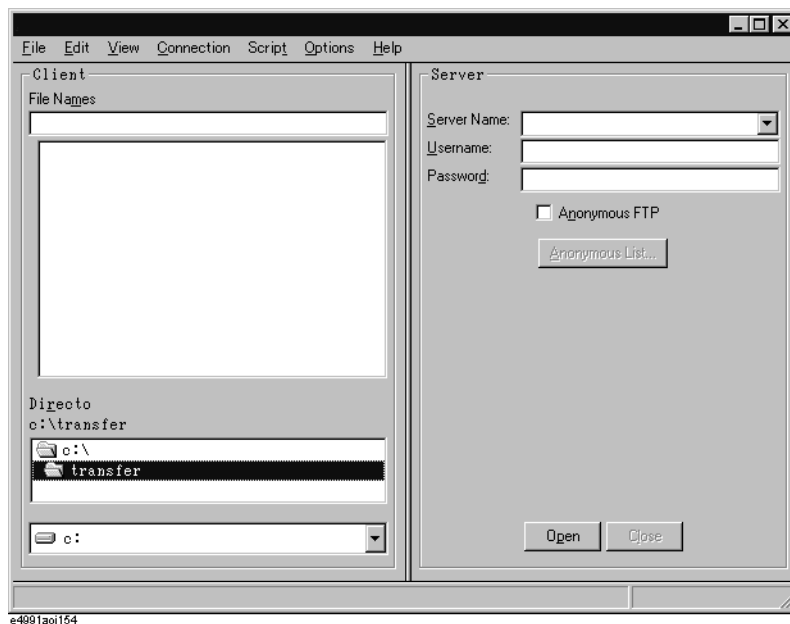 File Edit View Connection Script Options Help
Client
File Names
Directo
c:\transfer
c:\
transfer
c:
Server
Server Name:
Username:
Password:
Anonymous FTP
Anonymous List...
Open Close
e4991aoi154